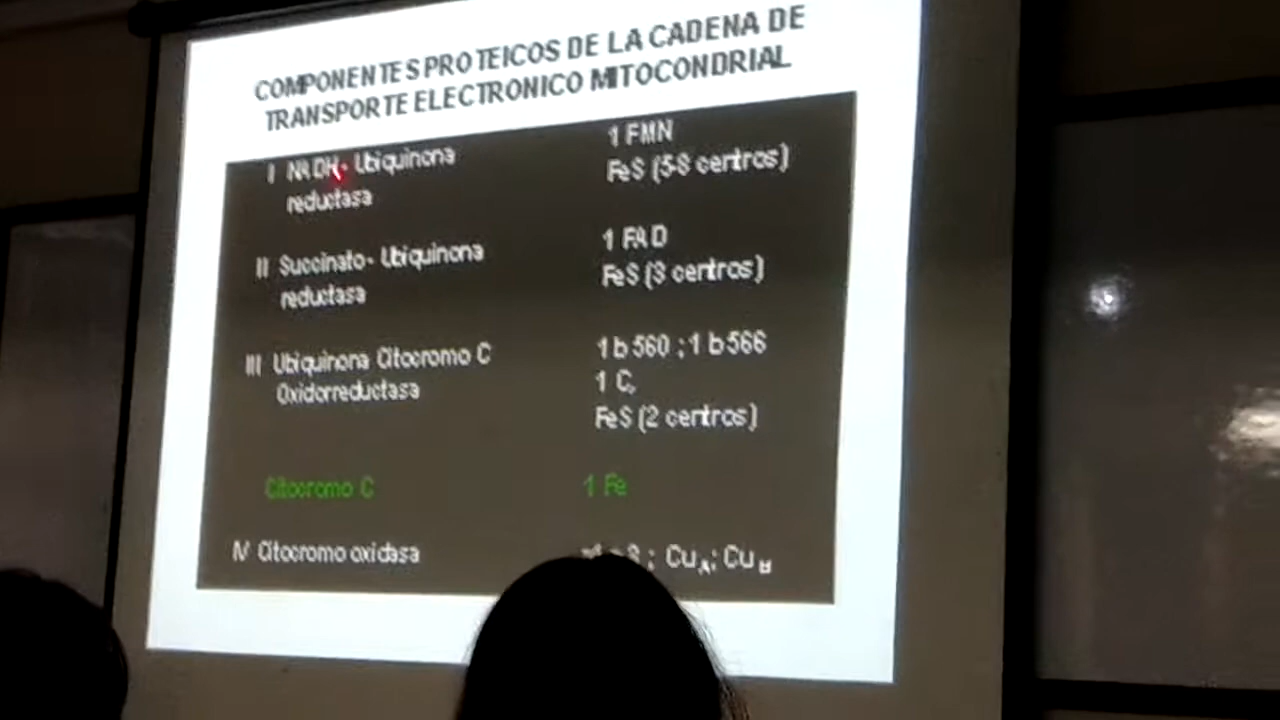 COMPONENTES PROTEICOS DE LA CADENA DE
TRANSPORTE ELECTRONICO MITOCONDRIAL
I NADH- Ubiquinona
reductasa
1 FMN
FeS (5-8 centros)
II Succinato- Ubiquinona
reductasa
1 FAD
FeS (3 centros)
III Ubiquinona Citocromo C
Oxidorreductasa
1 b 560 ; 1 b 566
1 C,
FeS (2 centros)
Citocromo C
1 Fe
IV Citocromo oxidasa
; CuA; CuB